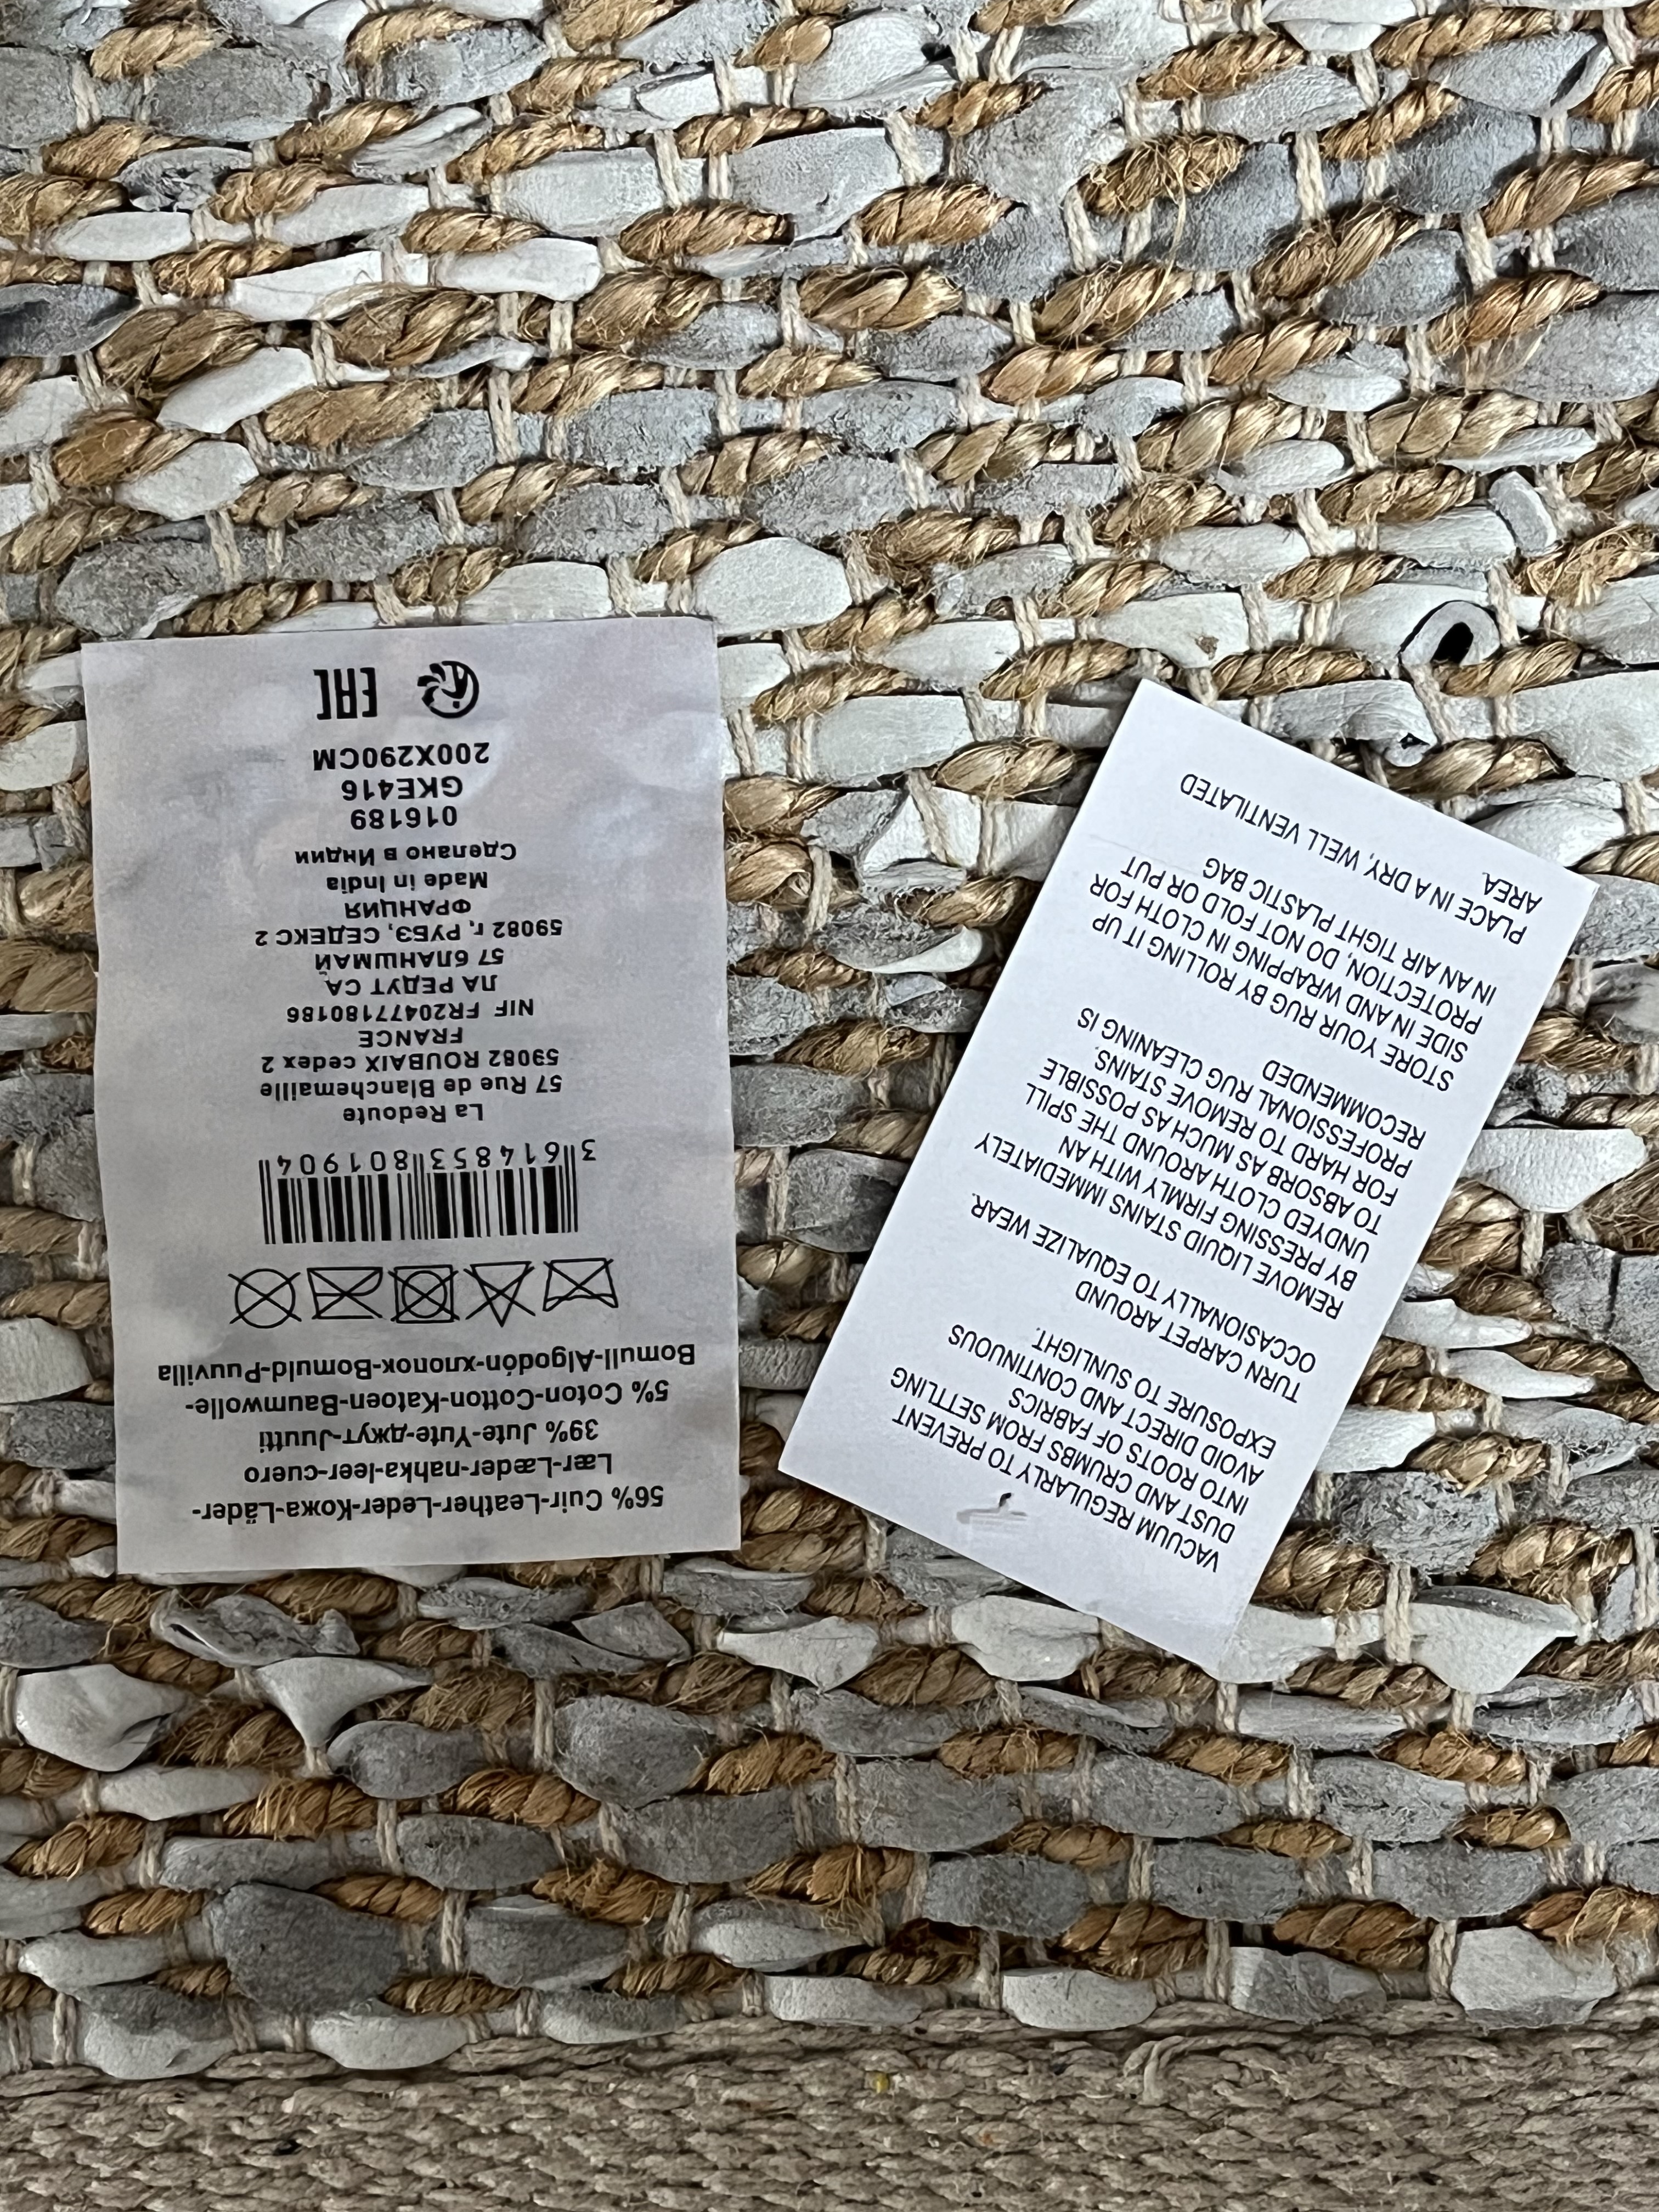 56% Cuir-Leather-Leder-Кожа-Läder-
Lær-Læder-nahka-leer-cuero
39% Jute-Yute-джут-Juutti
5% Coton-Cotton-Katoen-Baumwolle-
Bomull-Algodón-хлопок-Bomuld-Puuvilla
3 614853 801904
La Redoute
57 Rue de Blanchemaille
59082 ROUBAIX cedex 2
FRANCE
NIF FR20477180186
ЛА РЕДУТ СА,
57 БЛАНШМАЙ
59082 г, РУБЭ, СЕДЕКС 2
ФРАНЦИЯ
Made in India
Сделано в Индии
016189
GKE416
200X290CM
EAC
VACUUM REGULARLY TO PREVENT
DUST AND CRUMBS FROM SETTLING
INTO ROOTS OF FABRICS
AVOID DIRECT AND CONTINUOUS
EXPOSURE TO SUNLIGHT.
TURN CARPET AROUND
OCCASIONALLY TO EQUALIZE WEAR.
REMOVE LIQUID STAINS IMMEDIATELY
BY PRESSING FIRMLY WITH AN
UNDYED CLOTH AROUND THE SPILL
TO ABSORB AS MUCH AS POSSIBLE
FOR HARD TO REMOVE STAINS,
PROFESSIONAL RUG CLEANING IS
RECOMMENDED
STORE YOUR RUG BY ROLLING IT UP
SIDE IN AND WRAPPING IN CLOTH FOR
PROTECTION, DO NOT FOLD OR PUT
IN AN AIR TIGHT PLASTIC BAG
PLACE IN A DRY, WELL VENTILATED
AREA.